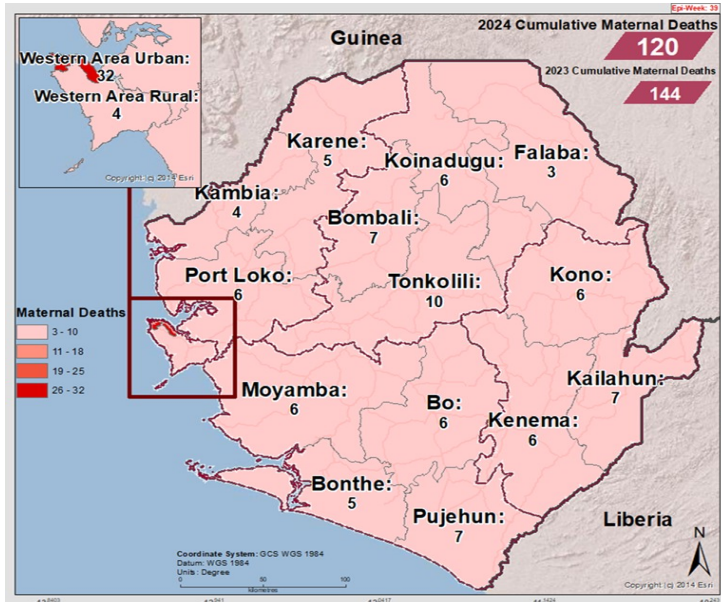 Epi-Week: 39
2024 Cumulative Maternal Deaths
120
2023 Cumulative Maternal Deaths
144
Guinea
Western Area Urban:
32
Western Area Rural:
4
Copyright:(c) 2014 Esri
Karene:
5
Koinadugu:
6
Falaba:
3
Kambia:
4
Bombali:
7
Port Loko:
6
Tonkolili:
10
Kono:
6
Maternal Deaths
3 - 10
11 - 18
19 - 25
26 - 32
Moyamba:
6
Bo:
6
Kenema:
6
Kailahun:
7
Bonthe:
5
Pujehun:
7
Liberia
N
Coordinate System: GCS WGS 1984
Datum: WGS 1984
Units: Degree
0 50 100
kilometres
Copyright:(c) 2014 Esri